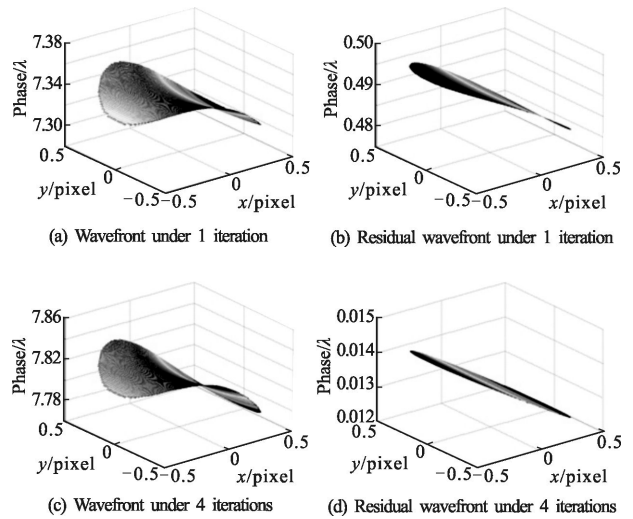 7.38
7.34
7.30
Phase/λ
0.5
0
−0.5
y/pixel
−0.5
0
0.5
x/pixel
(a) Wavefront under 1 iteration
0.50
0.49
0.48
Phase/λ
0.5
0
−0.5
y/pixel
−0.5
0
0.5
x/pixel
(b) Residual wavefront under 1 iteration
7.86
7.82
7.78
Phase/λ
0.5
0
−0.5
y/pixel
−0.5
0
0.5
x/pixel
(c) Wavefront under 4 iterations
0.015
0.014
0.013
0.012
Phase/λ
0.5
0
−0.5
y/pixel
−0.5
0
0.5
x/pixel
(d) Residual wavefront under 4 iterations